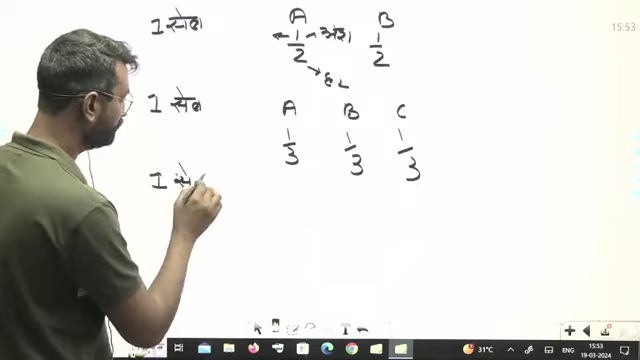 15:53
A B
1 सेब 1/2 अंश 1/2
हर
1 सेब A B C
1/3 1/3 1/3
1 से
T
31°C ENG 15:53
19-03-2024